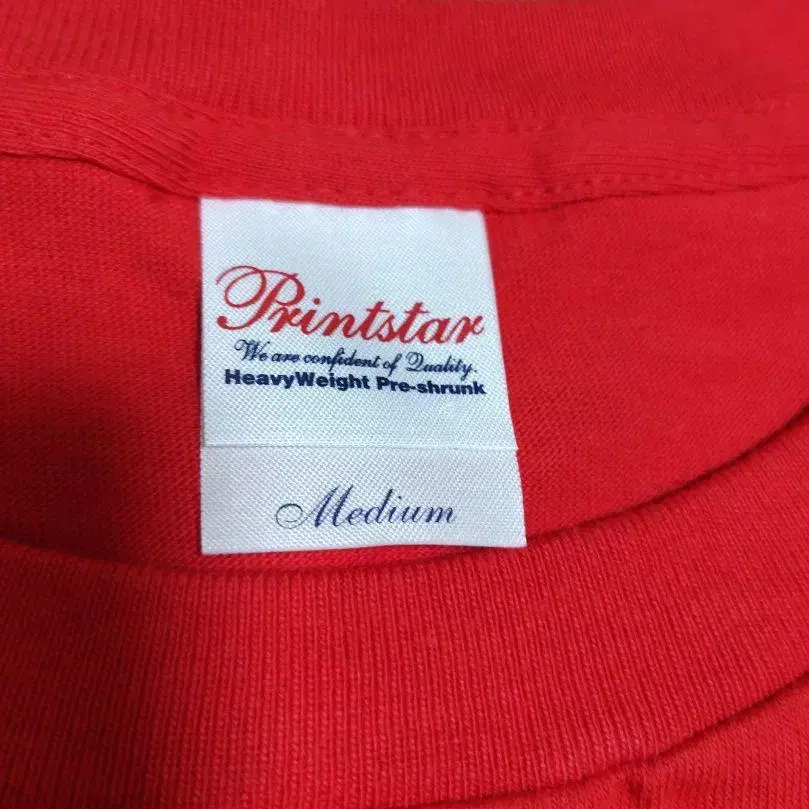 Printstar
We are confident of Quality.
HeavyWeight Pre-shrunk
Medium